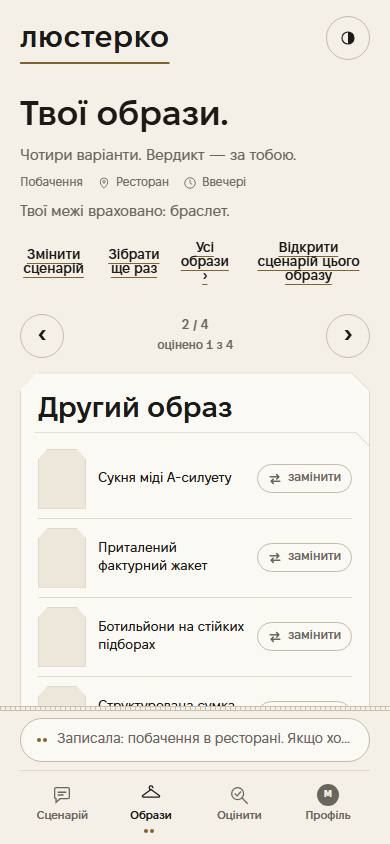 люстерко
Твої образи.
Чотири варіанти. Вердикт — за тобою.
Побачення Ресторан Ввечері
Твої межі враховано: браслет.
Змінити сценарій
Зібрати ще раз
Усі образи ›
Відкрити сценарій цього образу
‹ 2 / 4 ›
оцінено 1 з 4
Другий образ
Сукня міді А-силуету замінити
Приталений
фактурний жакет замінити
Ботильйони на стійких
підборах замінити
Структурована сумка
Записала: побачення в ресторані. Якщо хо...
Сценарій Образи Оцінити М Профіль